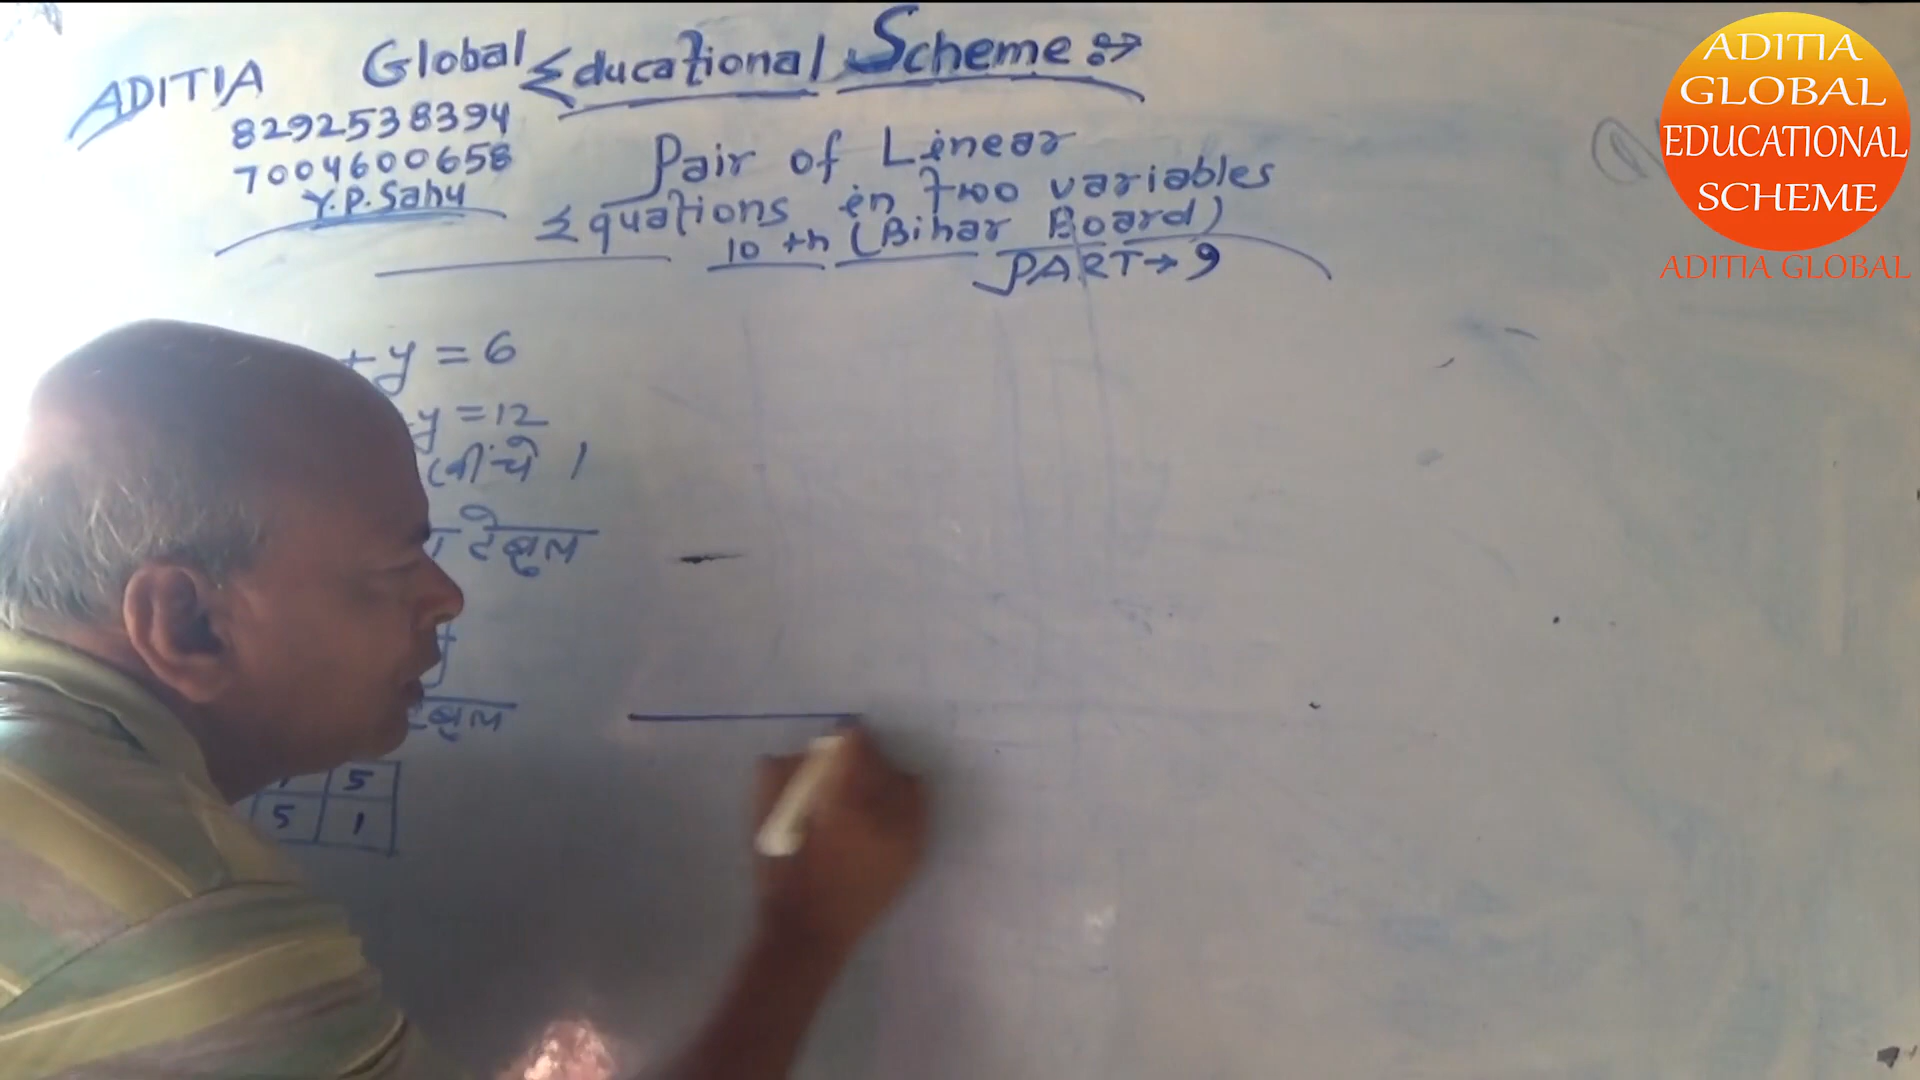 ADITIA Global Educational Scheme
8292538394
7004600658
Y.P.Sahu
Pair of Linear
Equations in two variables
10 th (Bihar Board)
PART → 9
+ y = 6
y = 12
खींचे ।
टेबुल
y
टेबुल
5
5 1
ADITIA
GLOBAL
EDUCATIONAL
SCHEME
ADITIA GLOBAL